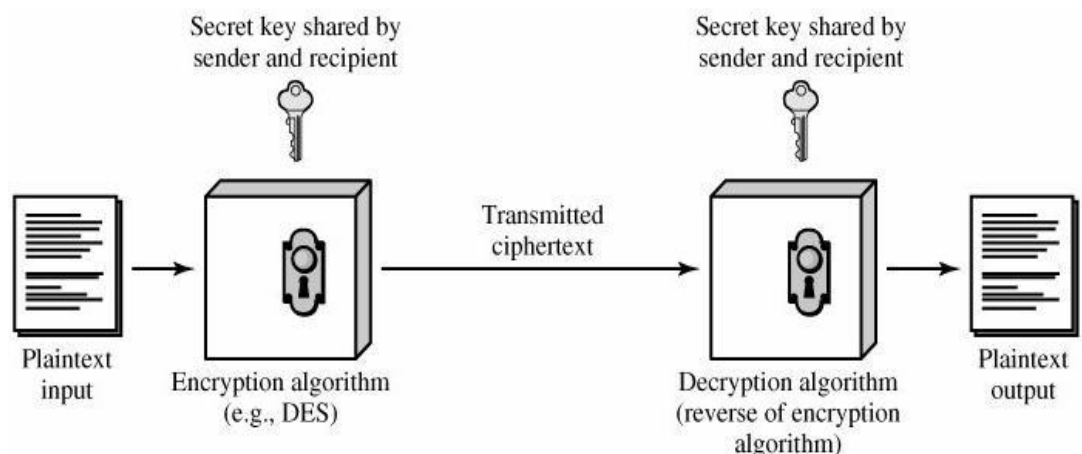 Secret key shared by
sender and recipient
Secret key shared by
sender and recipient
Transmitted
ciphertext
Plaintext
input
Encryption algorithm
(e.g., DES)
Decryption algorithm
(reverse of encryption
algorithm)
Plaintext
output